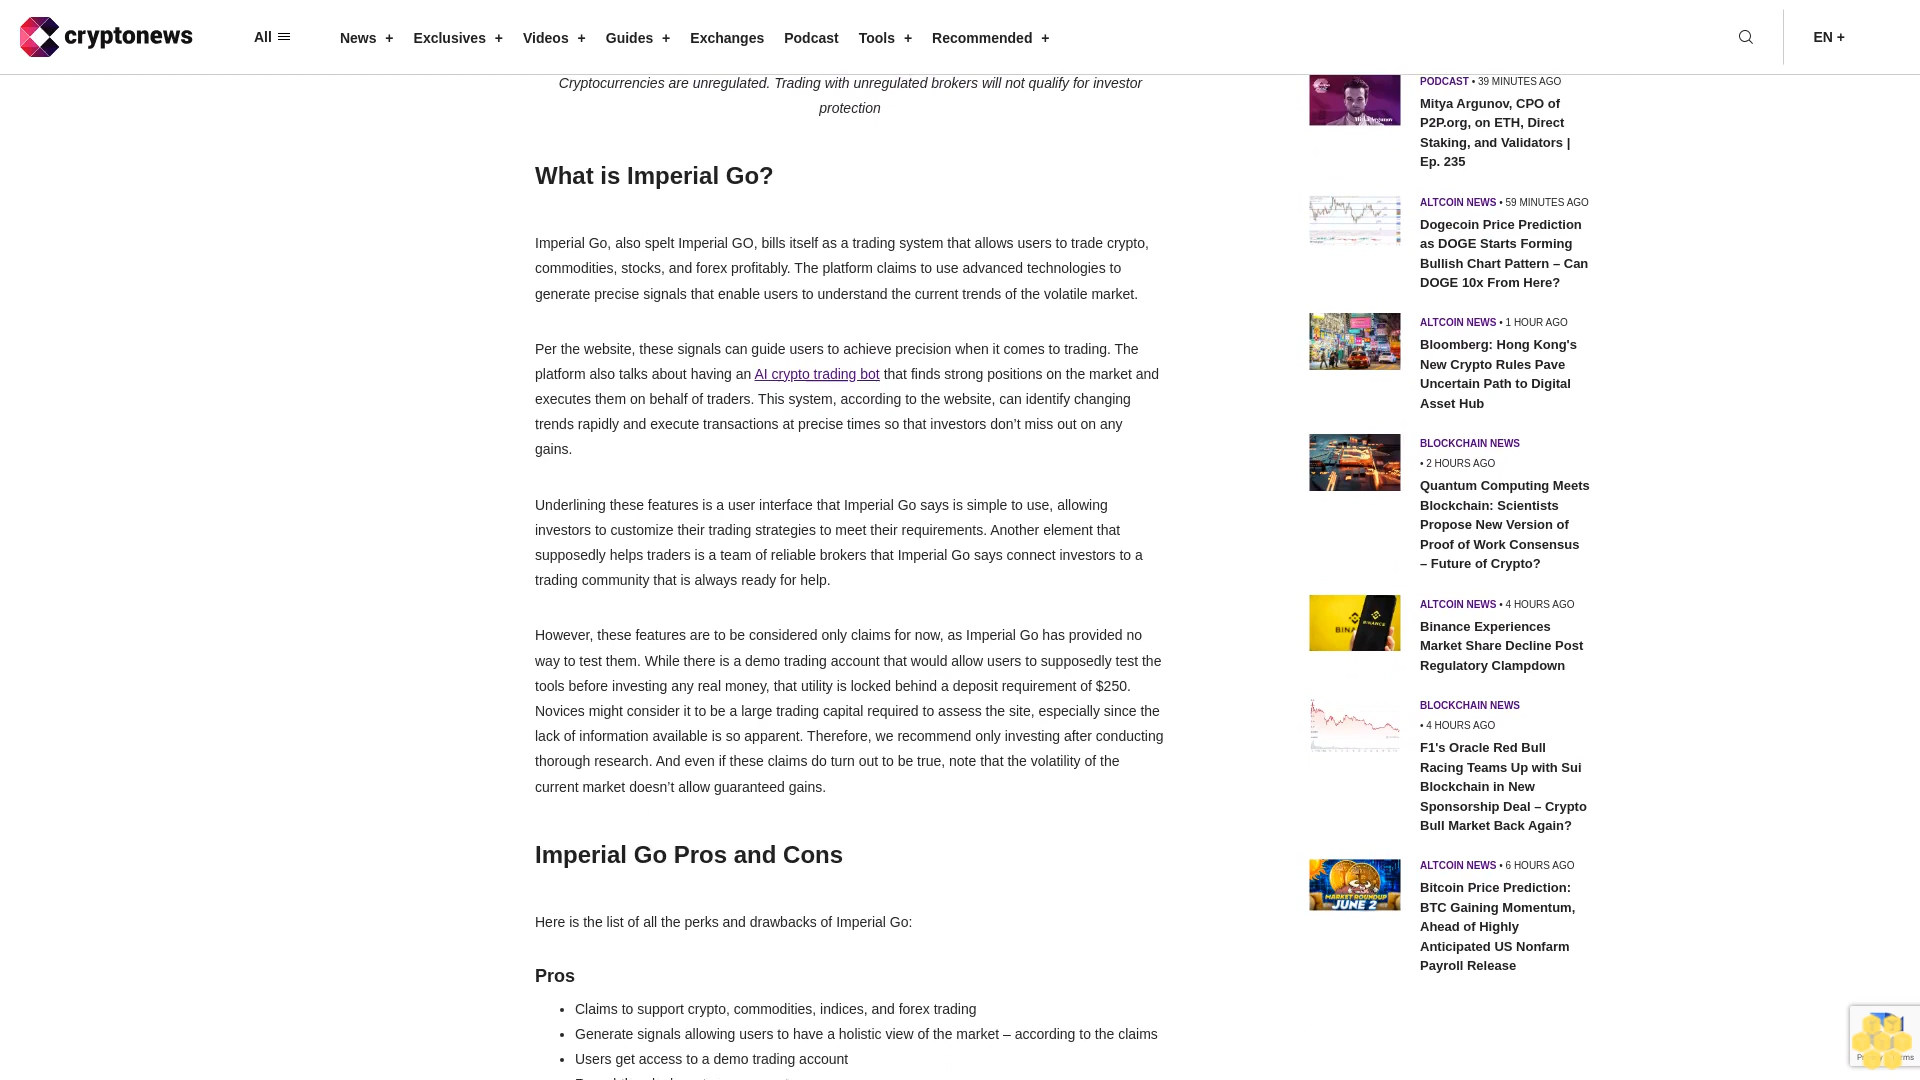 cryptonews
All
News +
Exclusives +
Videos +
Guides +
Exchanges
Podcast
Tools +
Recommended +
EN +
Cryptocurrencies are unregulated. Trading with unregulated brokers will not qualify for investor
protection
What is Imperial Go?
Imperial Go, also spelt Imperial GO, bills itself as a trading system that allows users to trade crypto,
commodities, stocks, and forex profitably. The platform claims to use advanced technologies to
generate precise signals that enable users to understand the current trends of the volatile market.
Per the website, these signals can guide users to achieve precision when it comes to trading. The
platform also talks about having an AI crypto trading bot that finds strong positions on the market and
executes them on behalf of traders. This system, according to the website, can identify changing
trends rapidly and execute transactions at precise times so that investors don’t miss out on any
gains.
Underlining these features is a user interface that Imperial Go says is simple to use, allowing
investors to customize their trading strategies to meet their requirements. Another element that
supposedly helps traders is a team of reliable brokers that Imperial Go says connect investors to a
trading community that is always ready for help.
However, these features are to be considered only claims for now, as Imperial Go has provided no
way to test them. While there is a demo trading account that would allow users to supposedly test the
tools before investing any real money, that utility is locked behind a deposit requirement of $250.
Novices might consider it to be a large trading capital required to assess the site, especially since the
lack of information available is so apparent. Therefore, we recommend only investing after conducting
thorough research. And even if these claims do turn out to be true, note that the volatility of the
current market doesn’t allow guaranteed gains.
Imperial Go Pros and Cons
Here is the list of all the perks and drawbacks of Imperial Go:
Pros
• Claims to support crypto, commodities, indices, and forex trading
• Generate signals allowing users to have a holistic view of the market – according to the claims
• Users get access to a demo trading account
PODCAST • 39 MINUTES AGO
Mitya Argunov, CPO of
P2P.org, on ETH, Direct
Staking, and Validators |
Ep. 235
ALTCOIN NEWS • 59 MINUTES AGO
Dogecoin Price Prediction
as DOGE Starts Forming
Bullish Chart Pattern – Can
DOGE 10x From Here?
ALTCOIN NEWS • 1 HOUR AGO
Bloomberg: Hong Kong's
New Crypto Rules Pave
Uncertain Path to Digital
Asset Hub
BLOCKCHAIN NEWS
• 2 HOURS AGO
Quantum Computing Meets
Blockchain: Scientists
Propose New Version of
Proof of Work Consensus
– Future of Crypto?
BINANCE
ALTCOIN NEWS • 4 HOURS AGO
Binance Experiences
Market Share Decline Post
Regulatory Clampdown
BLOCKCHAIN NEWS
• 4 HOURS AGO
F1's Oracle Red Bull
Racing Teams Up with Sui
Blockchain in New
Sponsorship Deal – Crypto
Bull Market Back Again?
MARKET ROUNDUP
JUNE 2
ALTCOIN NEWS • 6 HOURS AGO
Bitcoin Price Prediction:
BTC Gaining Momentum,
Ahead of Highly
Anticipated US Nonfarm
Payroll Release